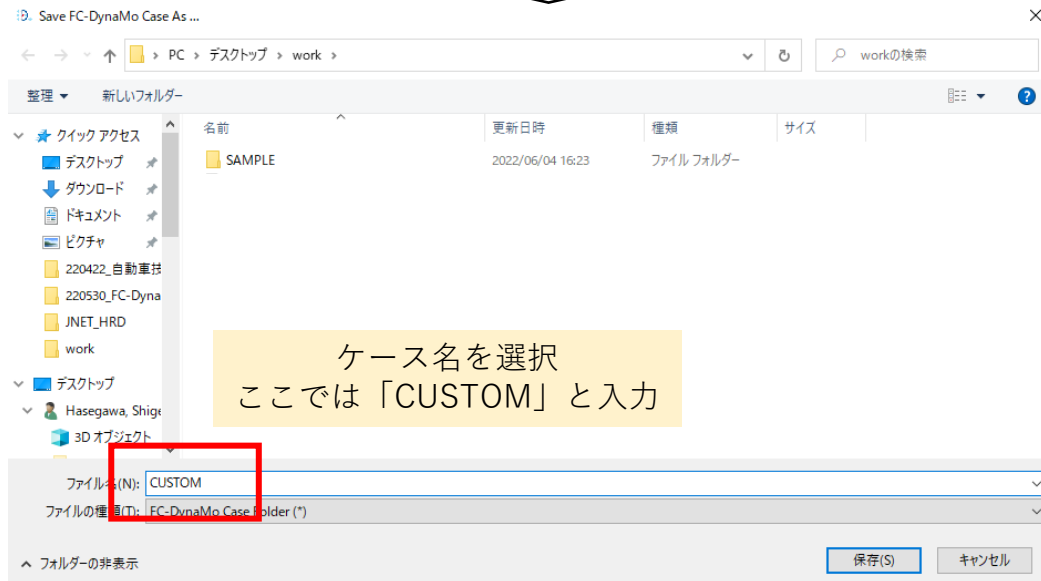 Save FC-DynaMo Case As ...
PC › デスクトップ › work ›
workの検索
整理 新しいフォルダー
名前 更新日時 種類 サイズ
クイック アクセス
SAMPLE 2022/06/04 16:23 ファイル フォルダー
デスクトップ
ダウンロード
ドキュメント
ピクチャ
220422_自動車技
220530_FC-Dyna
JNET_HRD
work
デスクトップ
Hasegawa, Shige
3D オブジェクト
ケース名を選択
ここでは「CUSTOM」と入力
ファイル名(N): CUSTOM
ファイルの種類(T): FC-DynaMo Case Folder (*)
フォルダーの非表示
保存(S) キャンセル